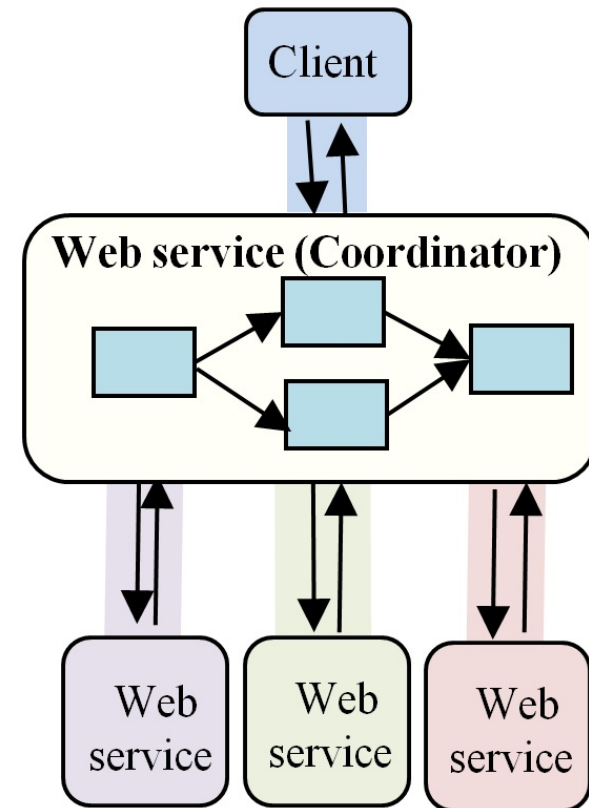 Client
Web service (Coordinator)
Web
service
Web
service
Web
service